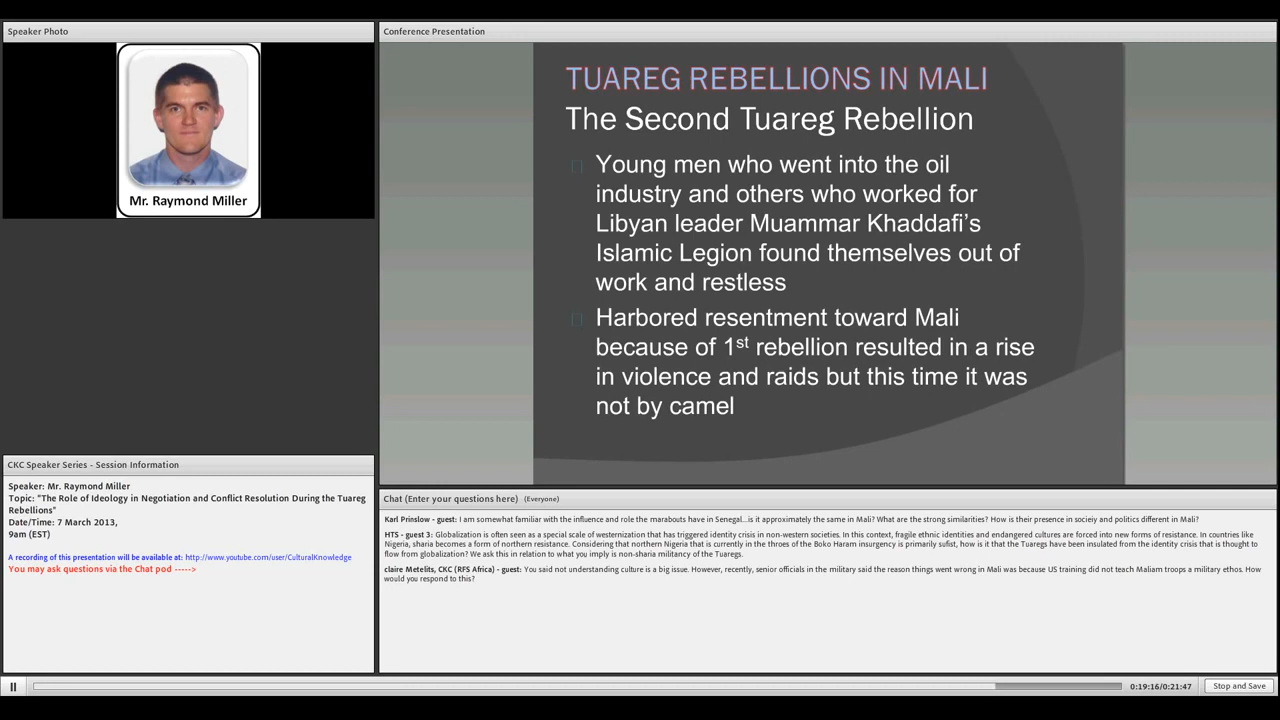 Speaker Photo
Mr. Raymond Miller
Conference Presentation
TUAREG REBELLIONS IN MALI
The Second Tuareg Rebellion
Young men who went into the oil
industry and others who worked for
Libyan leader Muammar Khaddafi's
Islamic Legion found themselves out of
work and restless
Harbored resentment toward Mali
because of 1st rebellion resulted in a rise
in violence and raids but this time it was
not by camel
CKC Speaker Series - Session Information
Speaker: Mr. Raymond Miller
Topic: "The Role of Ideology in Negotiation and Conflict Resolution During the Tuareg
Rebellions"
Date/Time: 7 March 2013,
9am (EST)
A recording of this presentation will be available at: http://www.youtube.com/user/CulturalKnowledge
You may ask questions via the Chat pod ----->
Chat (Enter your questions here) (Everyone)
Karl Prinslow - guest: I am somewhat familiar with the influence and role the marabouts have in Senegal...is it approximately the same in Mali? What are the strong similarities? How is their presence in socieiy and politics different in Mali?
HTS - guest 3: Globalization is often seen as a special scale of westernization that has triggered identity crisis in non-western societies. In this context, fragile ethnic identities and endangered cultures are forced into new forms of resistance. In countries like
Nigeria, sharia becomes a form of northern resistance. Considering that northern Nigeria that is currently in the throes of the Boko Haram insurgency is primarily sufist, how is it that the Tuaregs have been insulated from the identity crisis that is thought to
flow from globalization? We ask this in relation to what you imply is non-sharia militancy of the Tuaregs.
claire Metelits, CKC (RFS Africa) - guest: You said not understanding culture is a big issue. However, recently, senior officials in the military said the reason things went wrong in Mali was because US training did not teach Maliam troops a military ethos. How
would you respond to this?
0:19:16/0:21:47
Stop and Save